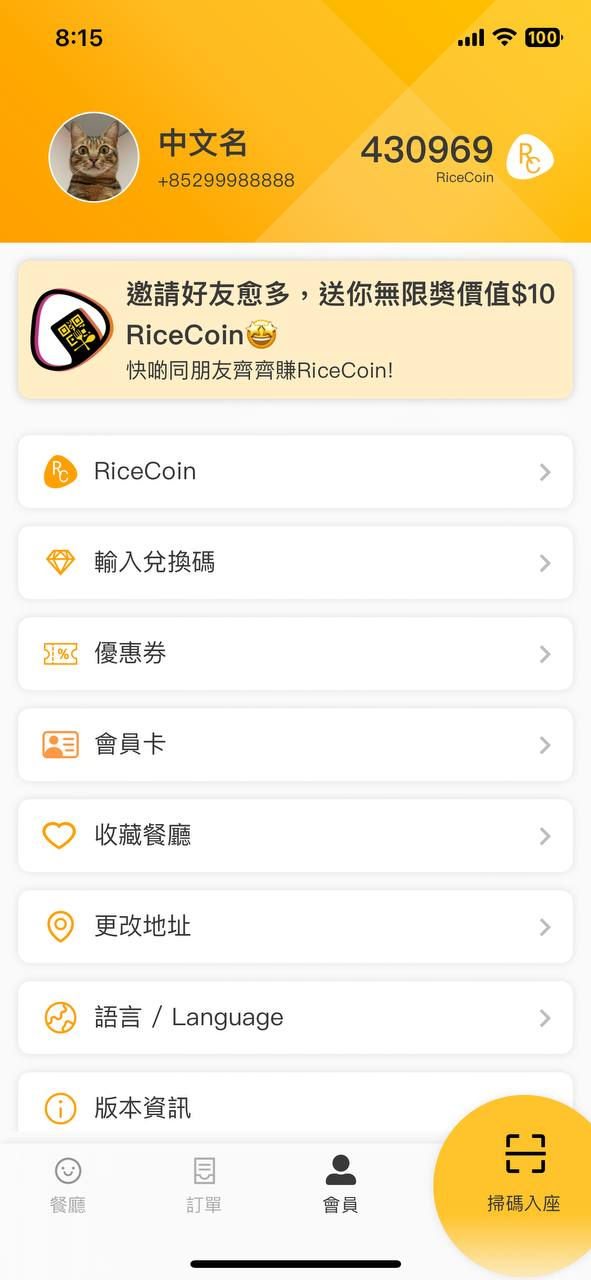 8:15
100
中文名
+85299988888
430969
RiceCoin
RC
邀請好友愈多，送你無限獎價值$10
RiceCoin🤩
快啲同朋友齊齊賺RiceCoin!
RC
RiceCoin
輸入兌換碼
%
優惠券
會員卡
收藏餐廳
更改地址
語言 / Language
版本資訊
餐廳
訂單
會員
掃碼入座